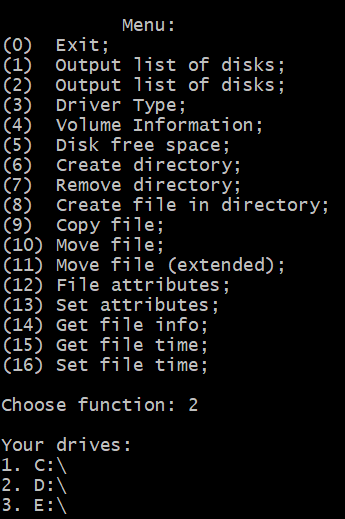 Menu:
(0) Exit;
(1) Output list of disks;
(2) Output list of disks;
(3) Driver Type;
(4) Volume Information;
(5) Disk free space;
(6) Create directory;
(7) Remove directory;
(8) Create file in directory;
(9) Copy file;
(10) Move file;
(11) Move file (extended);
(12) File attributes;
(13) Set attributes;
(14) Get file info;
(15) Get file time;
(16) Set file time;
Choose function: 2
Your drives:
1. C:\
2. D:\
3. E:\